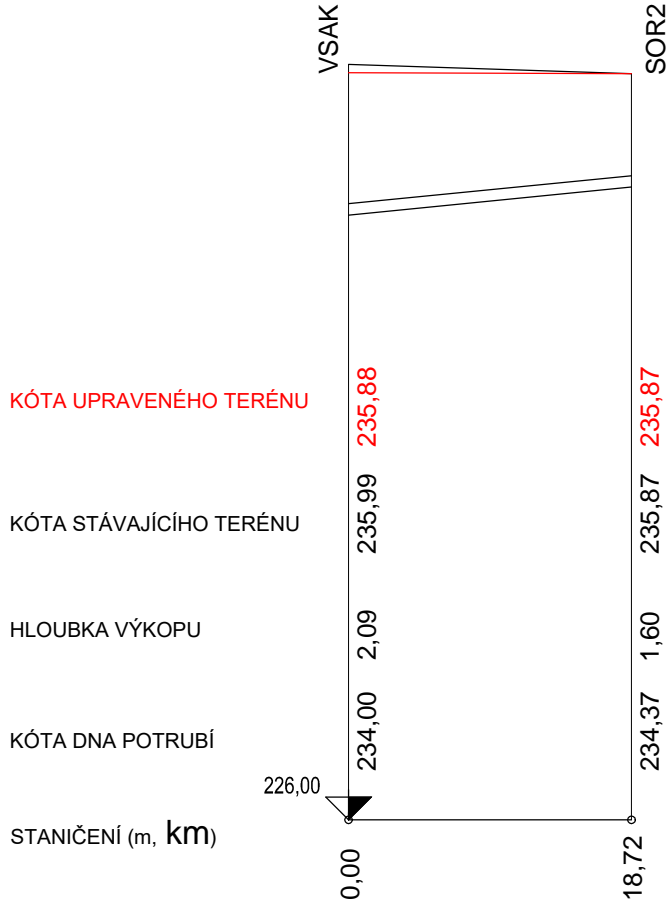 VSAK SOR2
KÓTA UPRAVENÉHO TERÉNU 235,88 235,87
KÓTA STÁVAJÍCÍHO TERÉNU 235,99 235,87
HLOUBKA VÝKOPU 2,09 1,60
KÓTA DNA POTRUBÍ 234,00 234,37
226,00
STANIČENÍ (m, km) 0,00 18,72